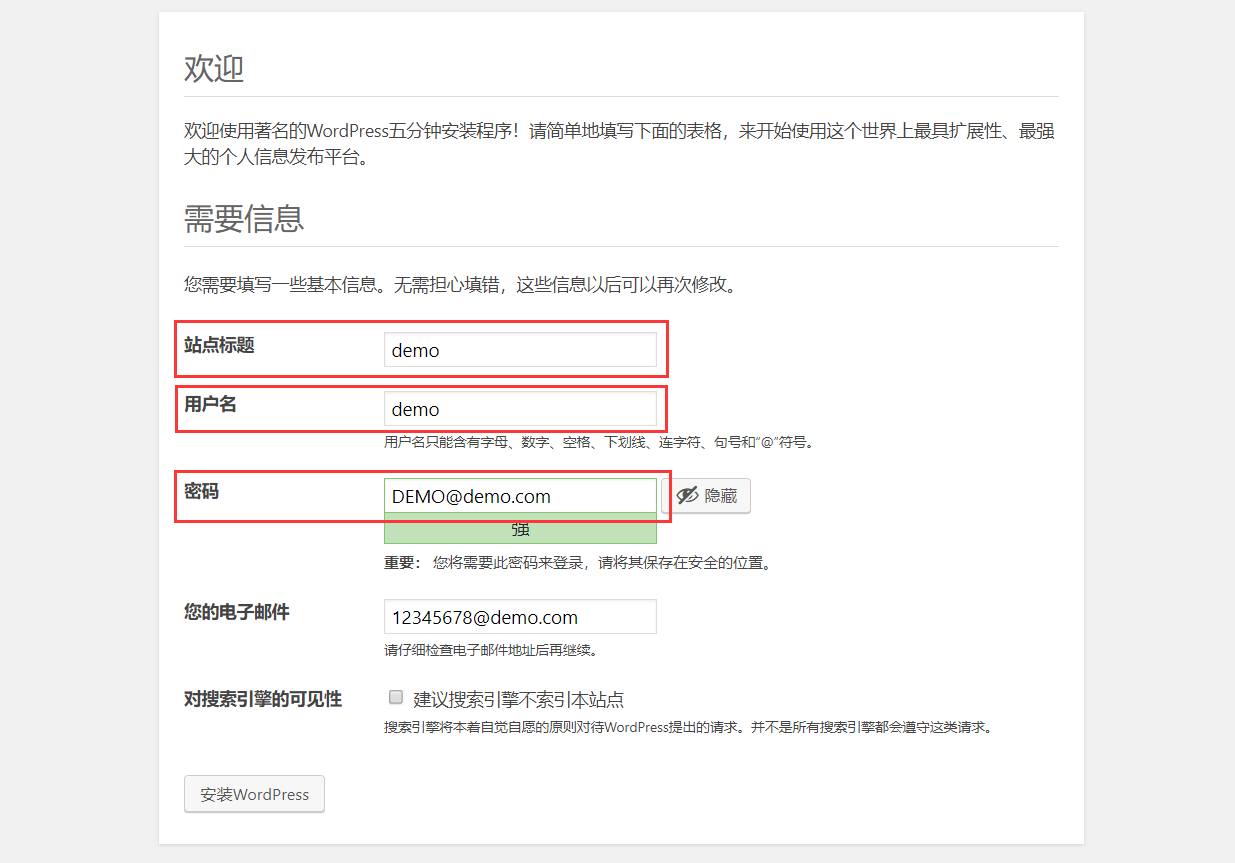 欢迎
欢迎使用著名的WordPress五分钟安装程序！请简单地填写下面的表格，来开始使用这个世界上最具扩展性、最强
大的个人信息发布平台。
需要信息
您需要填写一些基本信息。无需担心填错，这些信息以后可以再次修改。
站点标题 demo
用户名 demo
用户名只能含有字母、数字、空格、下划线、连字符、句号和“@”符号。
密码 DEMO@demo.com 隐藏
强
重要： 您将需要此密码来登录，请将其保存在安全的位置。
您的电子邮件 12345678@demo.com
请仔细检查电子邮件地址后再继续。
对搜索引擎的可见性 建议搜索引擎不索引本站点
搜索引擎将本着自觉自愿的原则对待WordPress提出的请求。并不是所有搜索引擎都会遵守这类请求。
安装WordPress